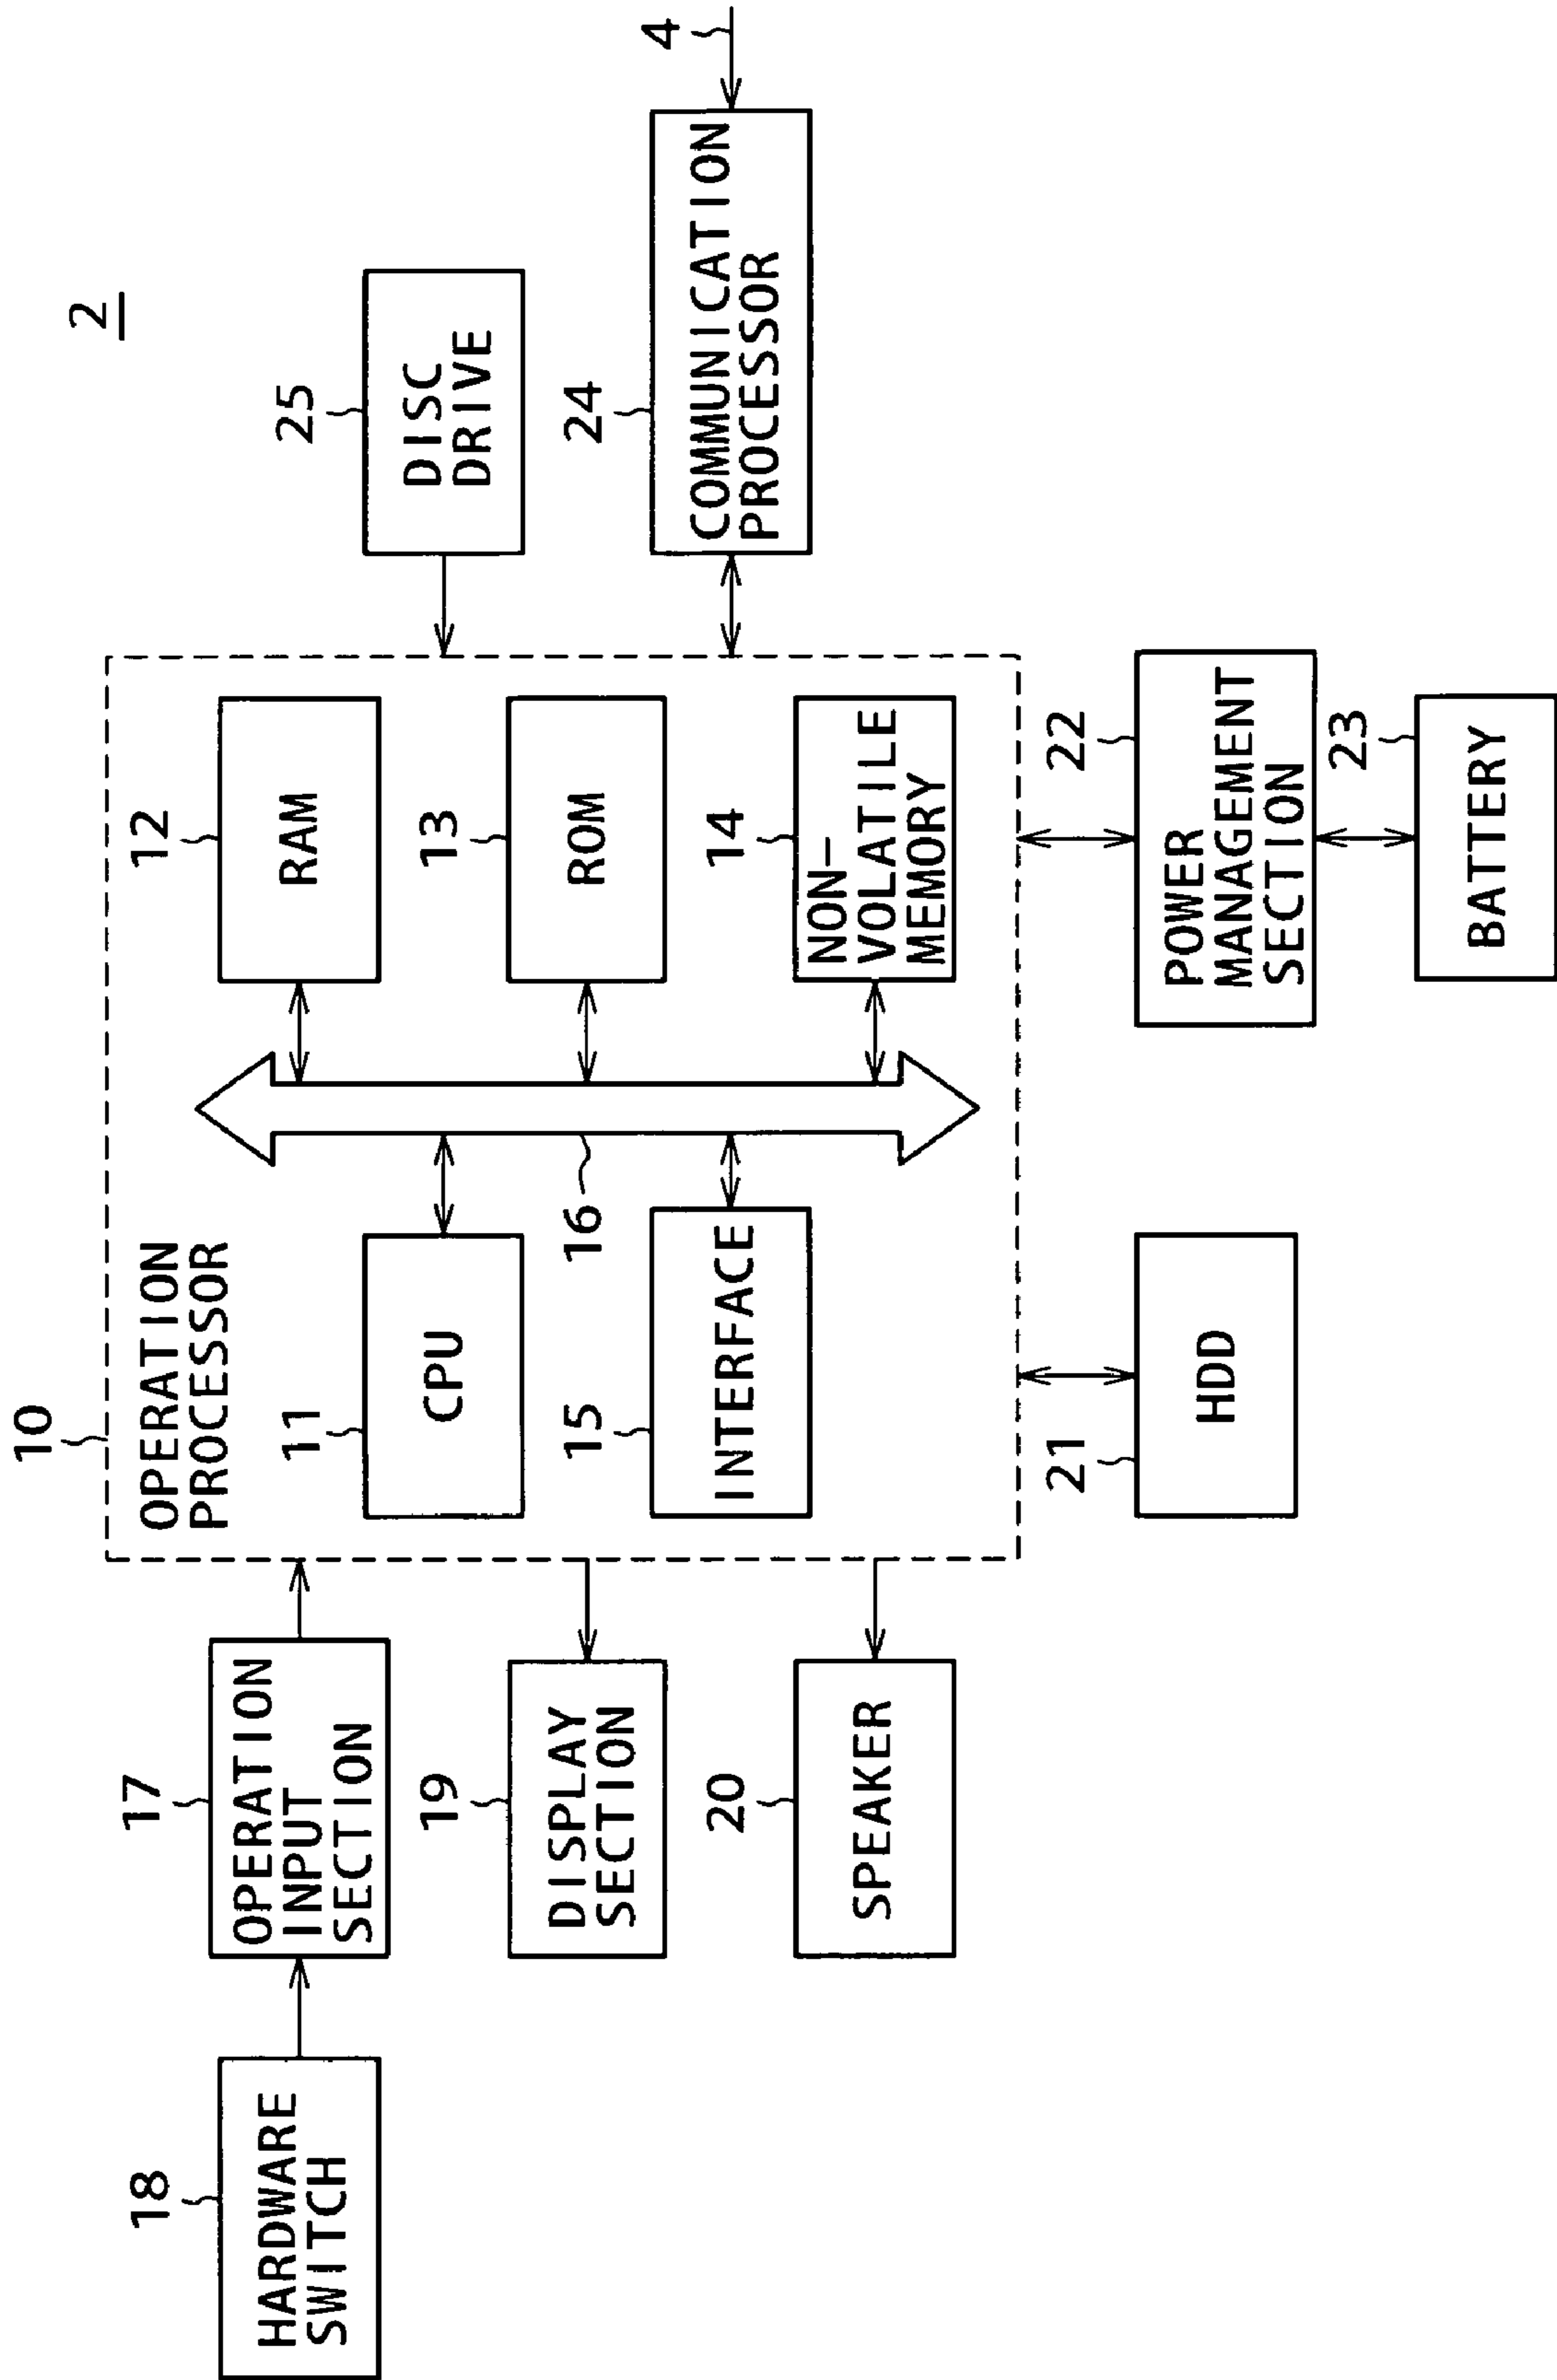 2
10
OPERATION
PROCESSOR
18
HARDWARE
SWITCH
17
OPERATION
INPUT
SECTION
12
RAM
25
DISC
DRIVE
11
CPU
19
DISPLAY
SECTION
13
ROM
16
24
COMMUNICATION
PROCESSOR
4
15
INTERFACE
20
SPEAKER
14
NON-
VOLATILE
MEMORY
21
HDD
22
POWER
MANAGEMENT
SECTION
23
BATTERY